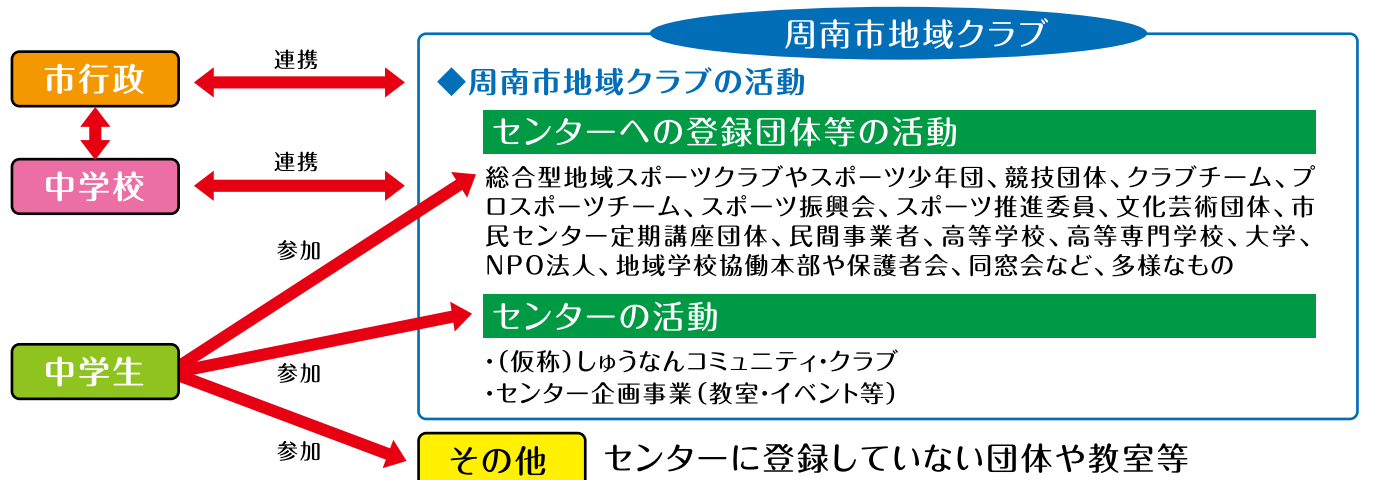 周南市地域クラブ
市行政
連携
◆周南市地域クラブの活動
センターへの登録団体等の活動
中学校
連携
総合型地域スポーツクラブやスポーツ少年団、競技団体、クラブチーム、プ
ロスポーツチーム、スポーツ振興会、スポーツ推進委員、文化芸術団体、市
民センター定期講座団体、民間事業者、高等学校、高等専門学校、大学、
NPO法人、地域学校協働本部や保護者会、同窓会など、多様なもの
参加
センターの活動
中学生
参加
・(仮称)しゅうなんコミュニティ・クラブ
・センター企画事業(教室・イベント等)
参加
その他
センターに登録していない団体や教室等